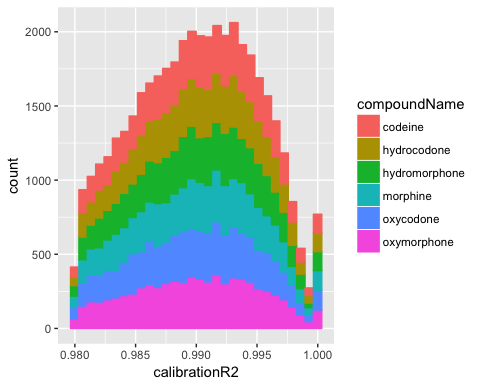 2000
1500
1000
500
0
count
0.980 0.985 0.990 0.995 1.000
calibrationR2
compoundName
codeine
hydrocodone
hydromorphone
morphine
oxycodone
oxymorphone